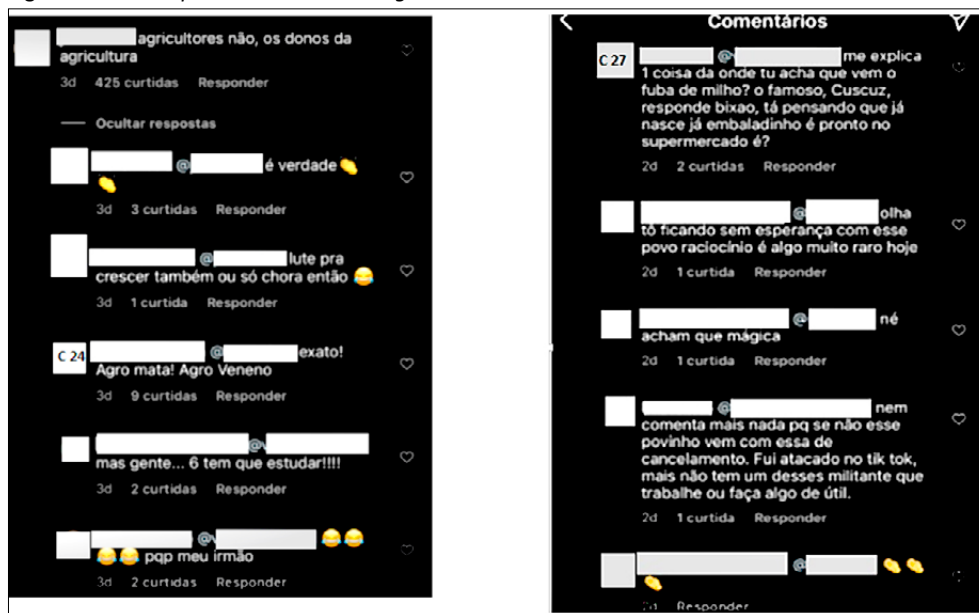 agricultores não, os donos da
agricultura
3d 425 curtidas Responder
Ocultar respostas
@ é verdade 👏
👏
3d 3 curtidas Responder
@ lute pra
crescer também ou só chora então 😂
3d 1 curtida Responder
C 24 @ exato!
Agro mata! Agro Veneno
3d 9 curtidas Responder
@
mas gente... 6 tem que estudar!!!!
3d 2 curtidas Responder
@ 😂😂
😂😂 pqp meu irmão
3d 2 curtidas Responder
Comentários
C 27 @ me explica
1 coisa da onde tu acha que vem o
fuba de milho? o famoso, Cuscuz,
responde bixao, tá pensando que já
nasce já embaladinho é pronto no
supermercado é?
2d 2 curtidas Responder
@ olha
tô ficando sem esperança com esse
povo raciocínio é algo muito raro hoje
2d 1 curtida Responder
@ né
acham que mágica
2d 1 curtida Responder
@ nem
comenta mais nada pq se não esse
povinho vem com essa de
cancelamento. Fui atacado no tik tok,
mais não tem um desses militante que
trabalhe ou faça algo de útil.
2d 1 curtida Responder
@ 👏👏
👏
2d Responder